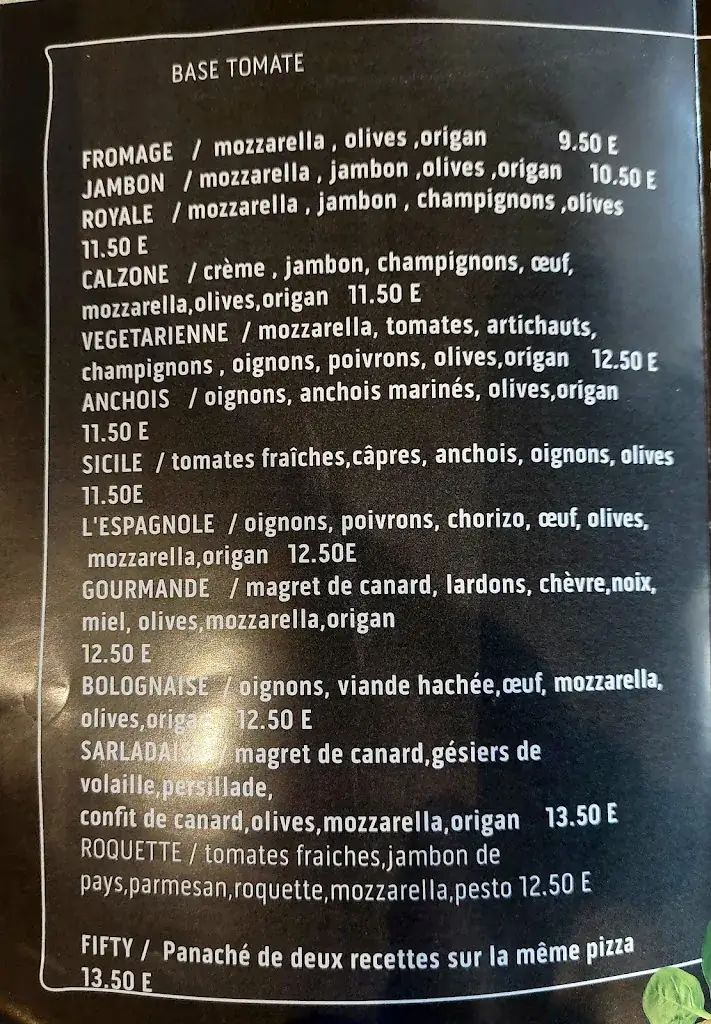 BASE TOMATE
FROMAGE / mozzarella , olives ,origan 9.50 E
JAMBON / mozzarella , jambon ,olives ,origan 10.50 E
ROYALE / mozzarella , jambon , champignons ,olives
11.50 E
CALZONE / crème , jambon, champignons, œuf,
mozzarella,olives,origan 11.50 E
VEGETARIENNE / mozzarella, tomates, artichauts,
champignons , oignons, poivrons, olives,origan 12.50 E
ANCHOIS / oignons, anchois marinés, olives,origan
11.50 E
SICILE / tomates fraîches,câpres, anchois, oignons, olives
11.50E
L'ESPAGNOLE / oignons, poivrons, chorizo, œuf, olives,
mozzarella,origan 12.50E
GOURMANDE / magret de canard, lardons, chèvre,noix,
miel, olives,mozzarella,origan
12.50 E
BOLOGNAISE / oignons, viande hachée,œuf, mozzarella,
olives,origan 12.50 E
/ magret de canard,gésiers de
volaille,persillade,
confit de canard,olives,mozzarella,origan 13.50 E
ROQUETTE / tomates fraiches,jambon de
pays,parmesan,roquette,mozzarella,pesto 12.50 E
FIFTY / Panaché de deux recettes sur la même pizza
13.50 E